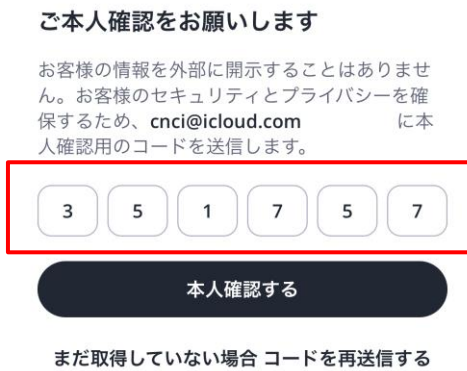 ご本人確認をお願いします
お客様の情報を外部に開示することはありませ
ん。お客様のセキュリティとプライバシーを確
保するため、cnci@icloud.com に本
人確認用のコードを送信します。
3 5 1 7 5 7
本人確認する
まだ取得していない場合 コードを再送信する